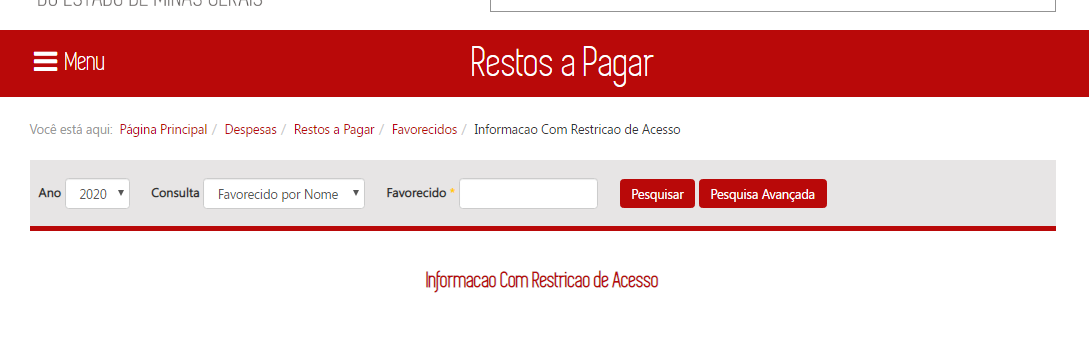 DO ESTADO DE MINAS GERAIS
Menu
Restos a Pagar
Você está aqui: Página Principal / Despesas / Restos a Pagar / Favorecidos / Informacao Com Restricao de Acesso
Ano 2020 Consulta Favorecido por Nome Favorecido * Pesquisar Pesquisa Avançada
Informacao Com Restricao de Acesso